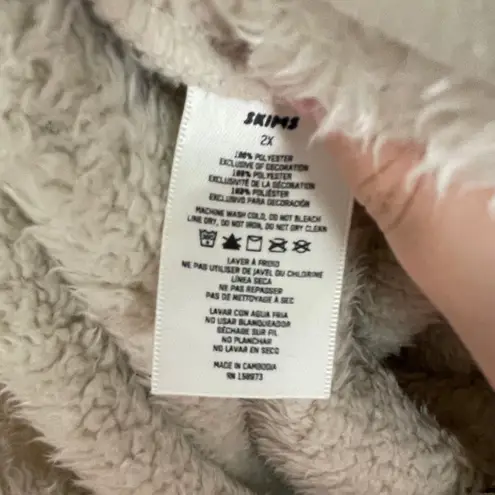 SKIMS
2X
100% POLYESTER
EXCLUSIVE OF DECORATION
100% POLYESTER
EXCLUSIVITÉ DE LA DÉCORATION
100% POLIÉSTER
EXCLUSIVO PARA DECORACIÓN
MACHINE WASH COLD, DO NOT BLEACH
LINE DRY, DO NOT IRON, DO NOT DRY CLEAN
LAVER À FROID
NE PAS UTILISER DE JAVEL OU CHLORINE
LÍNEA SECA
NE PAS REPASSER
PAS DE NETTOYAGE À SEC
LAVAR CON AGUA FRIA
NO USAR BLANQUEADOR
SÉCHAGE SUR FIL
NO PLANCHAR
NO LAVAR EN SECO
MADE IN CAMBODIA
RN 158973